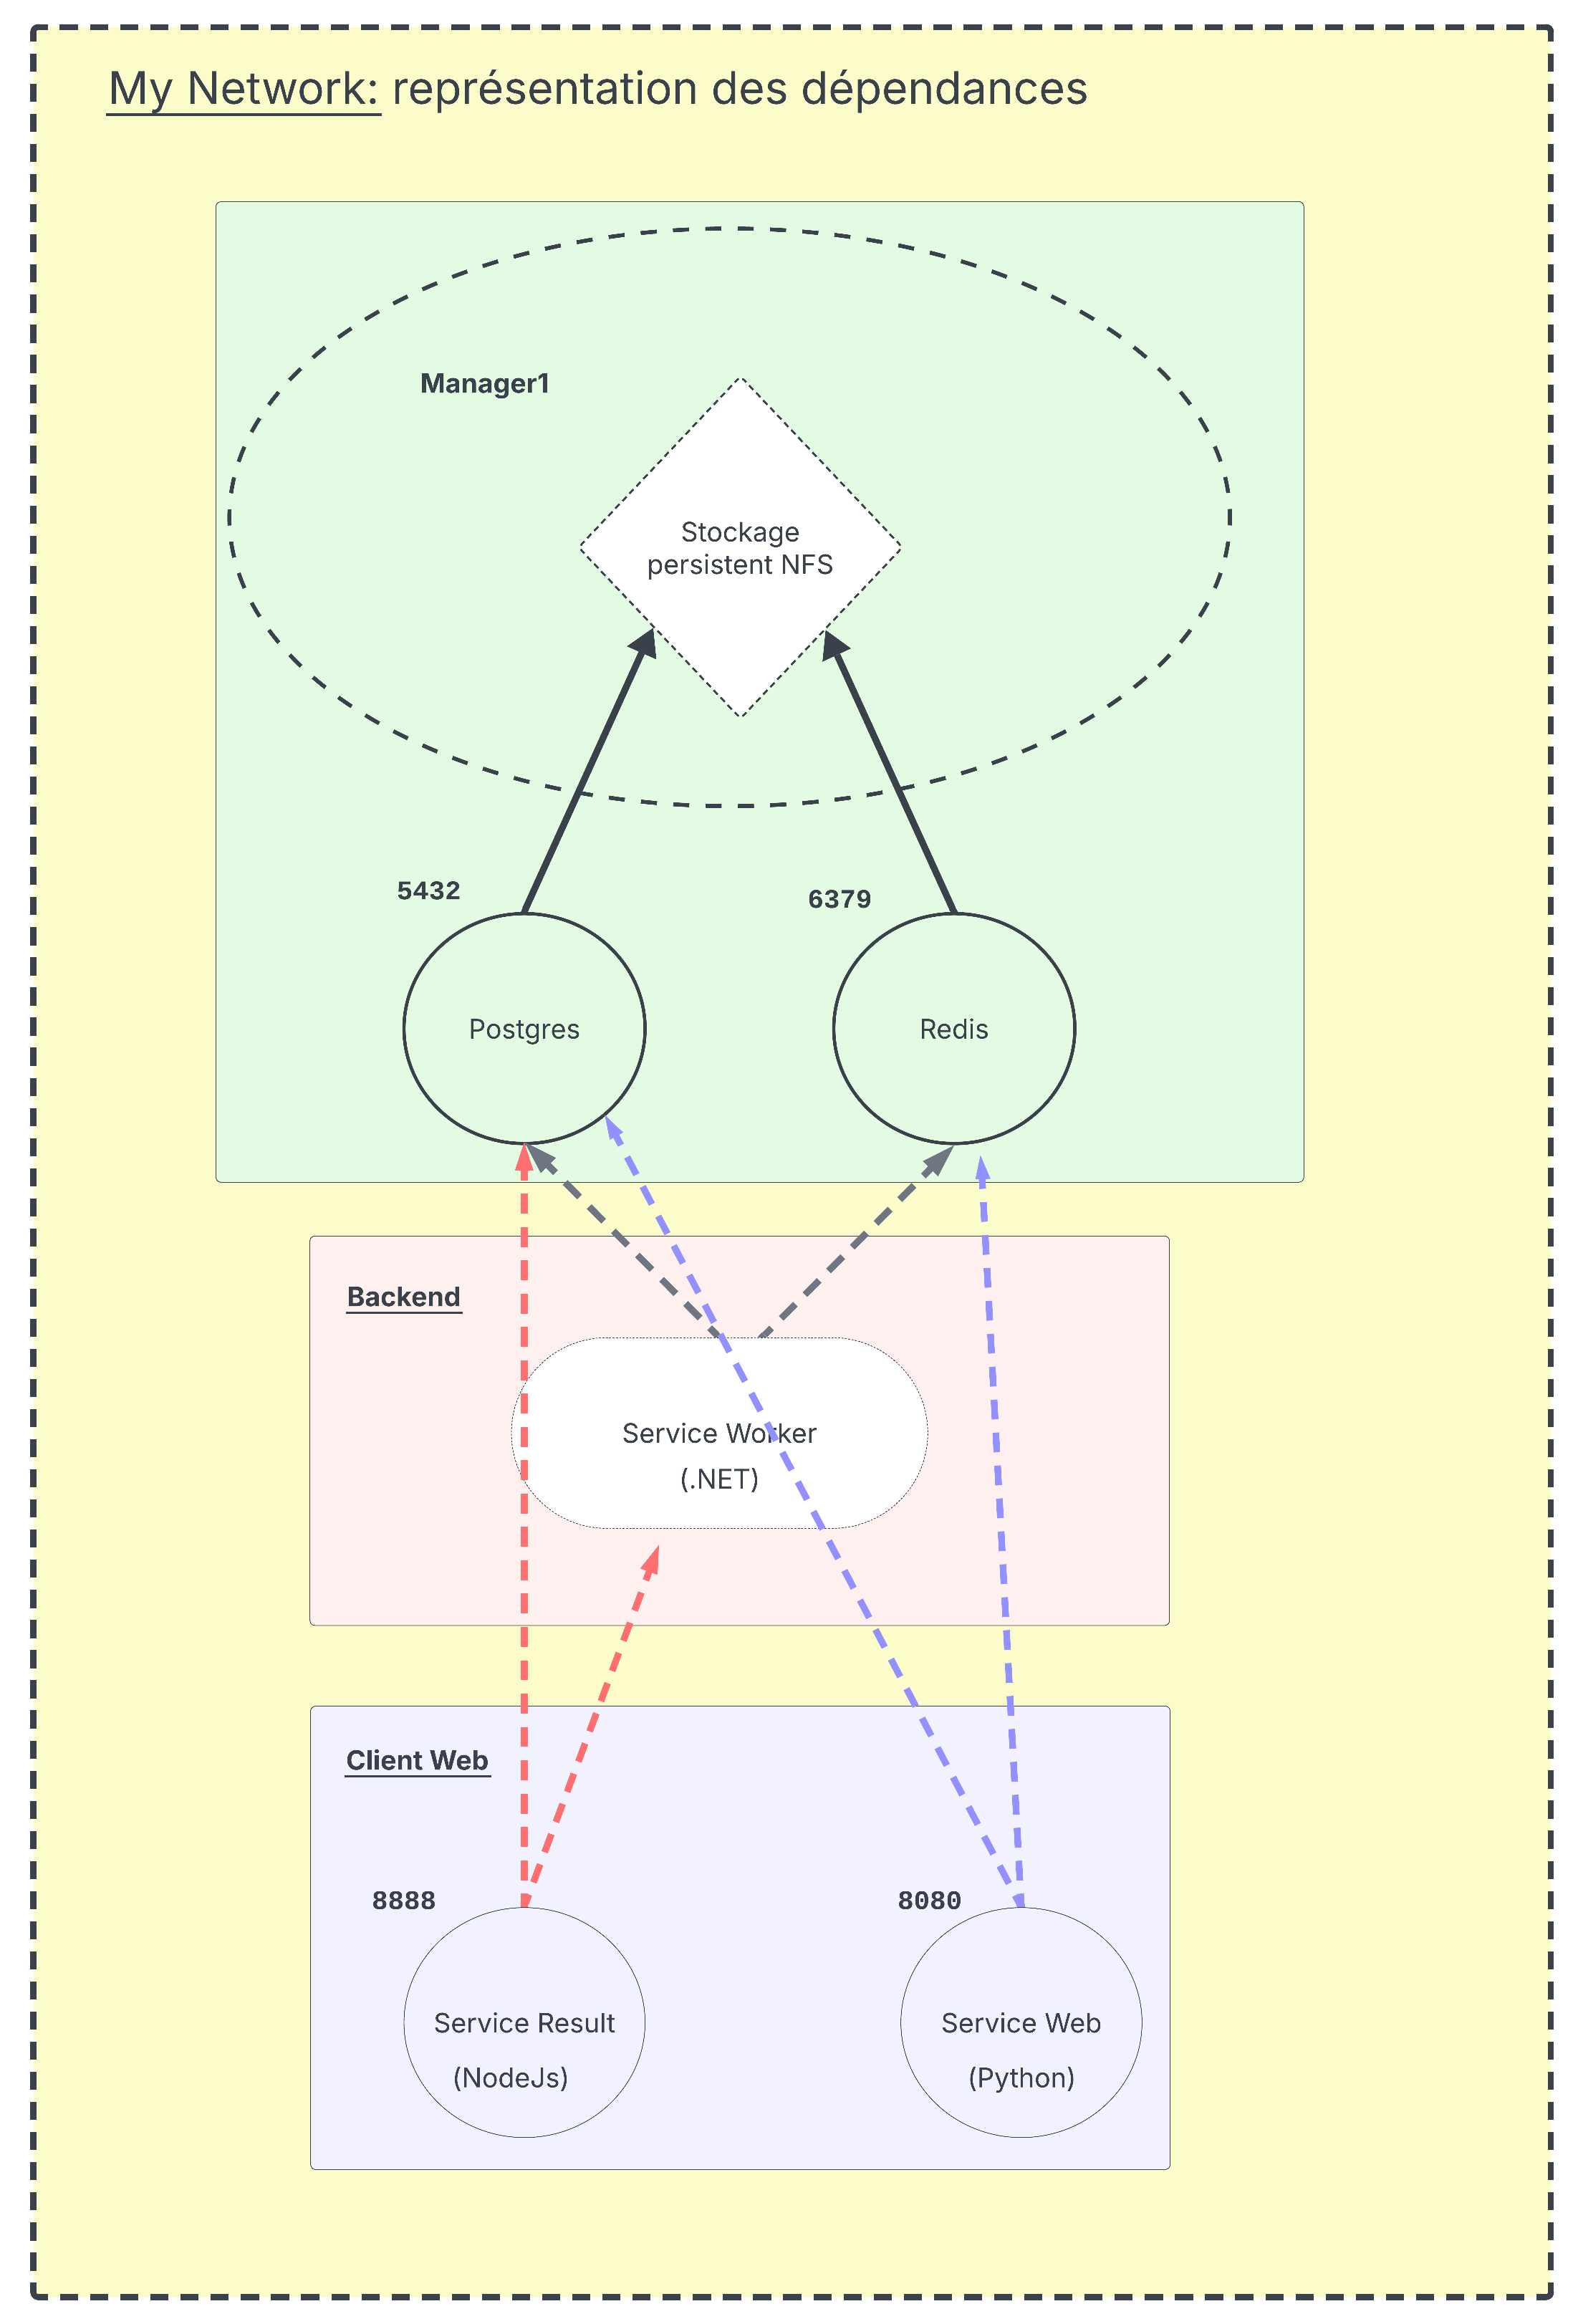 My Network: représentation des dépendances
Manager1
Stockage
persistent NFS
5432
6379
Postgres
Redis
Backend
Service Worker
(.NET)
Client Web
8888
8080
Service Result
(NodeJs)
Service Web
(Python)